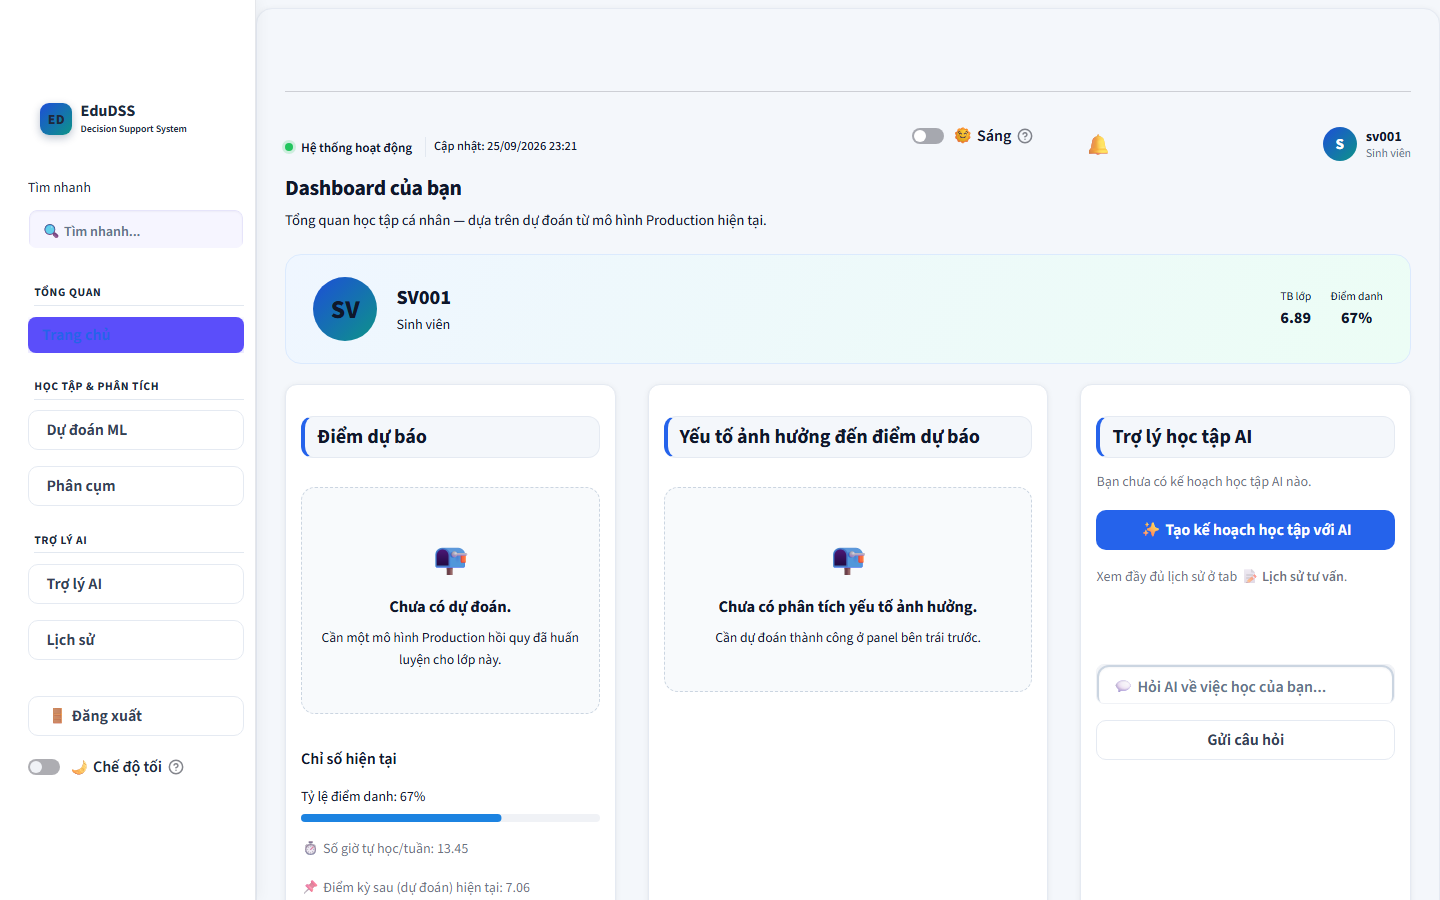 ED
EduDSS
Decision Support System
Tìm nhanh
🔍 Tìm nhanh...
TỔNG QUAN
Trang chủ
HỌC TẬP & PHÂN TÍCH
Dự đoán ML
Phân cụm
TRỢ LÝ AI
Trợ lý AI
Lịch sử
🚪 Đăng xuất
🌙 Chế độ tối
Hệ thống hoạt động
Cập nhật: 25/09/2026 23:21
🌞 Sáng
🔔
S
sv001
Sinh viên
Dashboard của bạn
Tổng quan học tập cá nhân — dựa trên dự đoán từ mô hình Production hiện tại.
SV
SV001
Sinh viên
TB lớp
6.89
Điểm danh
67%
Điểm dự báo
📭
Chưa có dự đoán.
Cần một mô hình Production hồi quy đã huấn
luyện cho lớp này.
Chỉ số hiện tại
Tỷ lệ điểm danh: 67%
⏱️ Số giờ tự học/tuần: 13.45
📌 Điểm kỳ sau (dự đoán) hiện tại: 7.06
Yếu tố ảnh hưởng đến điểm dự báo
📭
Chưa có phân tích yếu tố ảnh hưởng.
Cần dự đoán thành công ở panel bên trái trước.
Trợ lý học tập AI
Bạn chưa có kế hoạch học tập AI nào.
✨ Tạo kế hoạch học tập với AI
Xem đầy đủ lịch sử ở tab 📝 Lịch sử tư vấn.
💬 Hỏi AI về việc học của bạn...
Gửi câu hỏi